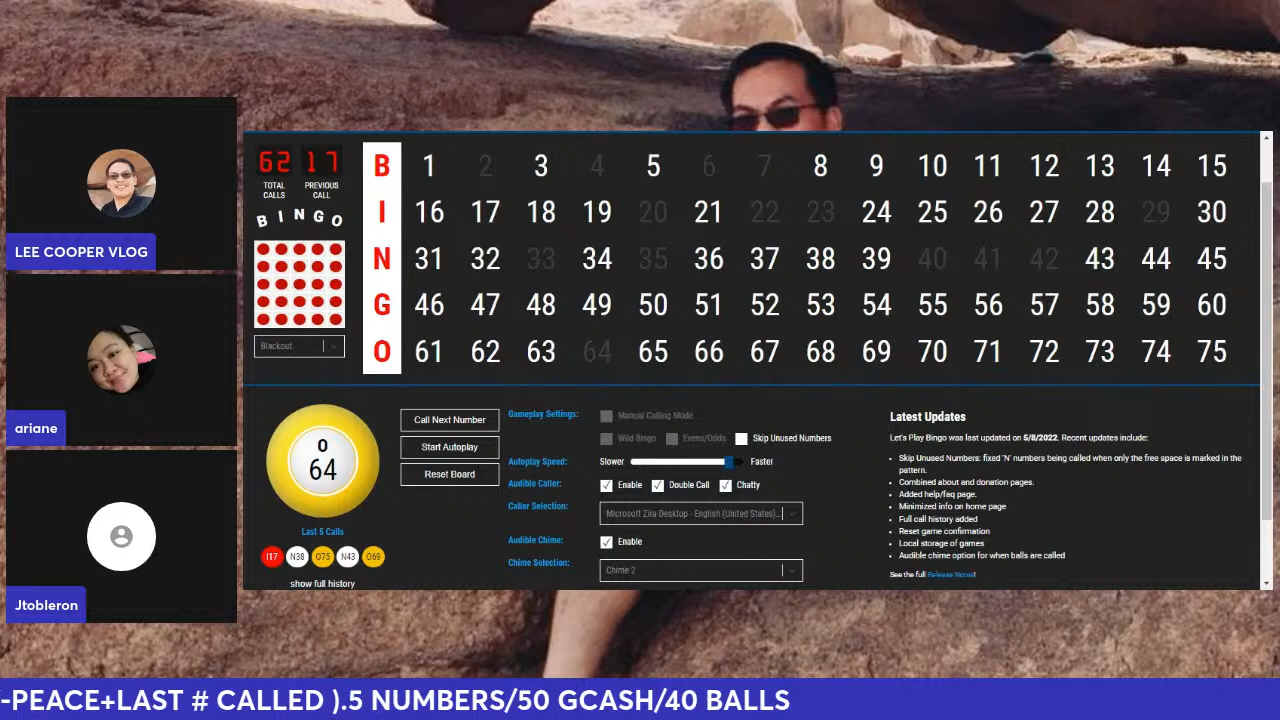 LEE COOPER VLOG
ariane
Jtobleron
62 17
TOTAL CALLS
PREVIOUS CALL
B I N G O
Blackout
B 1 2 3 4 5 6 7 8 9 10 11 12 13 14 15
I 16 17 18 19 20 21 22 23 24 25 26 27 28 29 30
N 31 32 33 34 35 36 37 38 39 40 41 42 43 44 45
G 46 47 48 49 50 51 52 53 54 55 56 57 58 59 60
O 61 62 63 64 65 66 67 68 69 70 71 72 73 74 75
O
64
Last 5 Calls
I17 N38 O75 N43 O69
show full history
Call Next Number
Start Autoplay
Reset Board
Gameplay Settings:
Manual Calling Mode
Wild Bingo Evens/Odds Skip Unused Numbers
Autoplay Speed: Slower Faster
Audible Caller: Enable Double Call Chatty
Caller Selection: Microsoft Zira Desktop - English (United States)...
Audible Chime: Enable
Chime Selection: Chime 2
Latest Updates
Let's Play Bingo was last updated on 5/8/2022. Recent updates include:
Skip Unused Numbers: fixed 'N' numbers being called when only the free space is marked in the
pattern.
Combined about and donation pages.
Added help/faq page.
Minimized info on home page
Full call history added
Reset game confirmation
Local storage of games
Audible chime option for when balls are called
See the full Release Notes!
-PEACE+LAST # CALLED ).5 NUMBERS/50 GCASH/40 BALLS